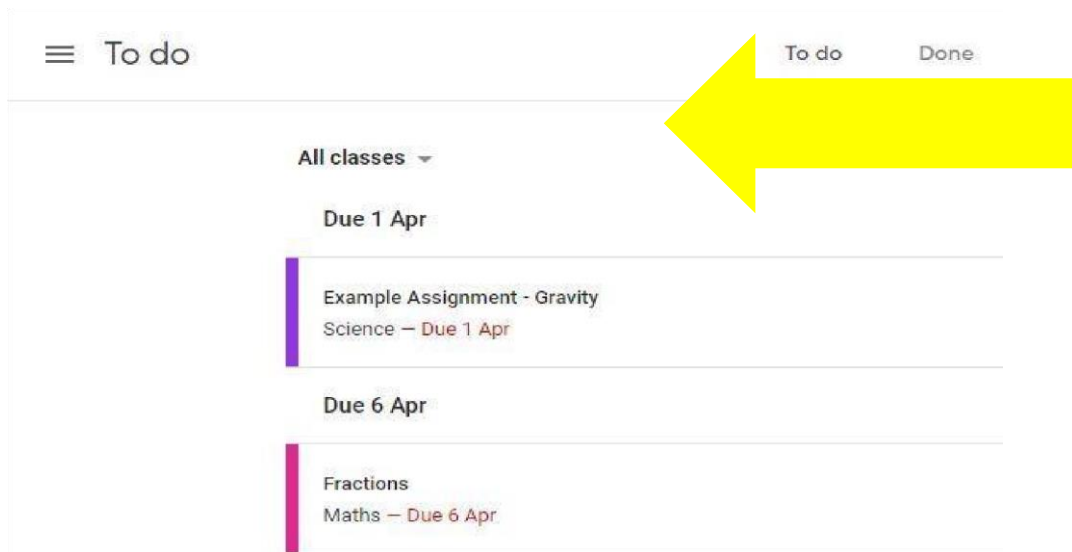 To do
To do Done
All classes
Due 1 Apr
Example Assignment - Gravity
Science — Due 1 Apr
Due 6 Apr
Fractions
Maths — Due 6 Apr